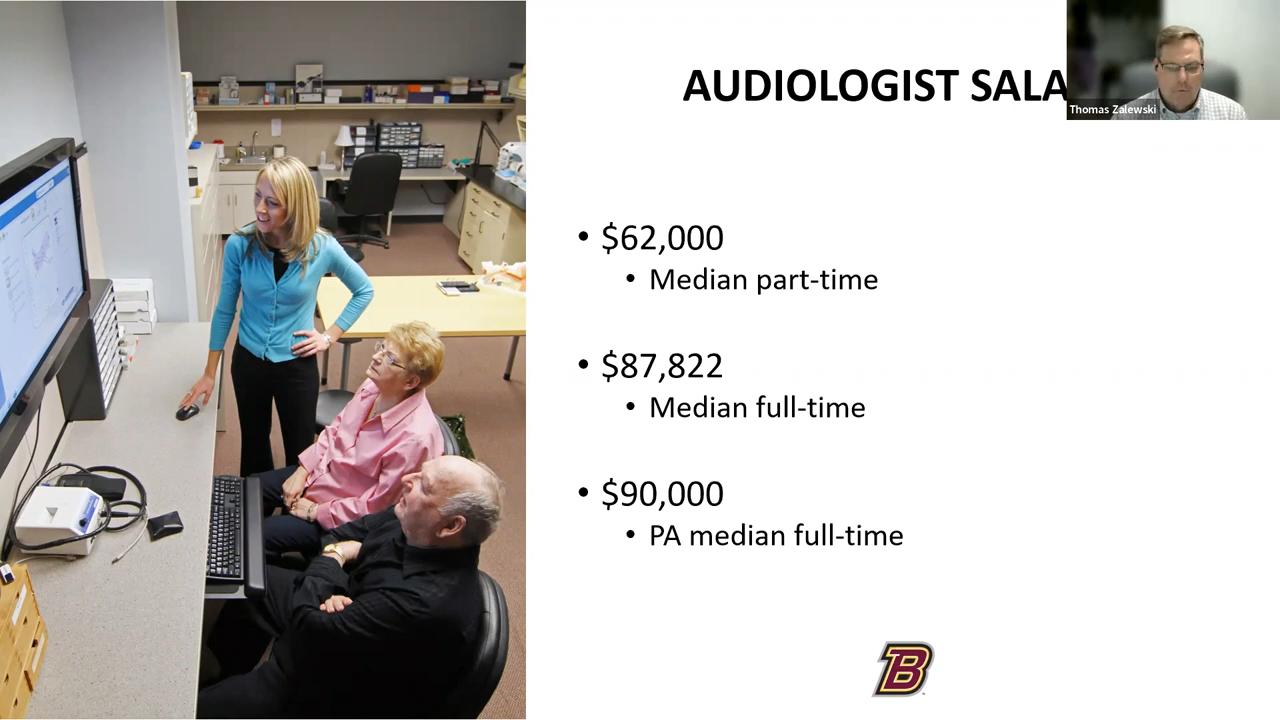 AUDIOLOGIST SALA
Thomas Zalewski
• $62,000
• Median part-time
• $87,822
• Median full-time
• $90,000
• PA median full-time
B